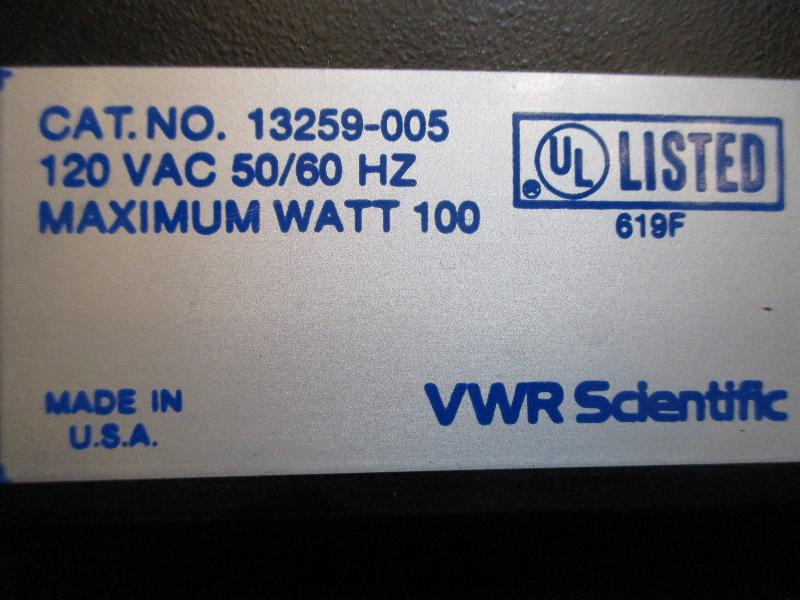 CAT. NO. 13259-005
120 VAC 50/60 HZ
MAXIMUM WATT 100
UL LISTED
®
619F
MADE IN
U.S.A.
VWR Scientific